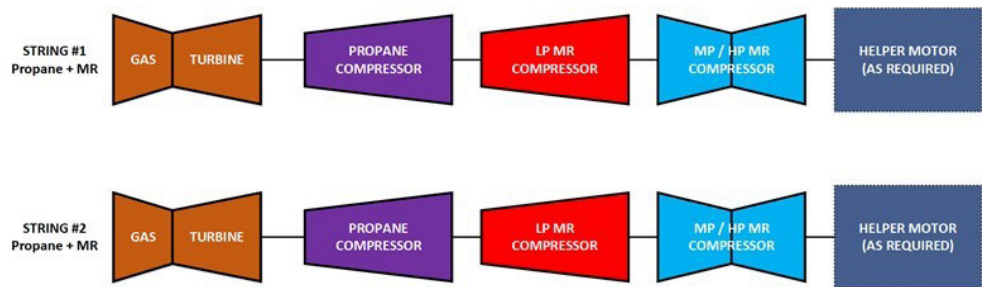 STRING #1
Propane + MR
GAS
TURBINE
PROPANE
COMPRESSOR
LP MR
COMPRESSOR
MP / HP MR
COMPRESSOR
HELPER MOTOR
(AS REQUIRED)
STRING #2
Propane + MR
GAS
TURBINE
PROPANE
COMPRESSOR
LP MR
COMPRESSOR
MP / HP MR
COMPRESSOR
HELPER MOTOR
(AS REQUIRED)